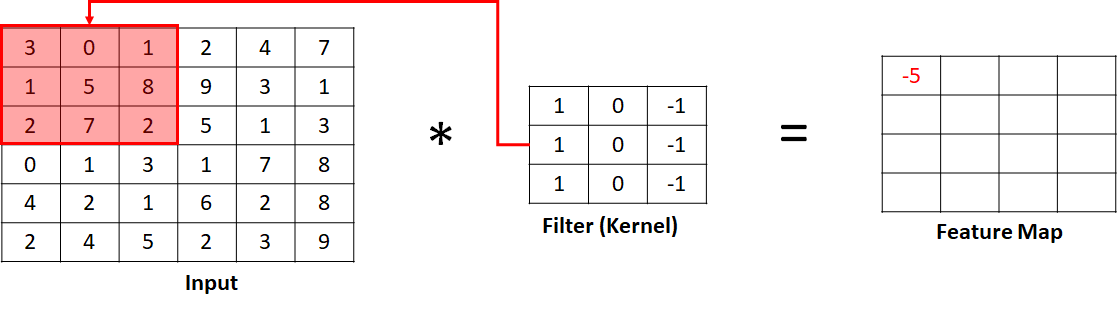 3 0 1 2 4 7
1 5 8 9 3 1
2 7 2 5 1 3
0 1 3 1 7 8
4 2 1 6 2 8
2 4 5 2 3 9
Input
*
1 0 -1
1 0 -1
1 0 -1
Filter (Kernel)
=
-5
Feature Map